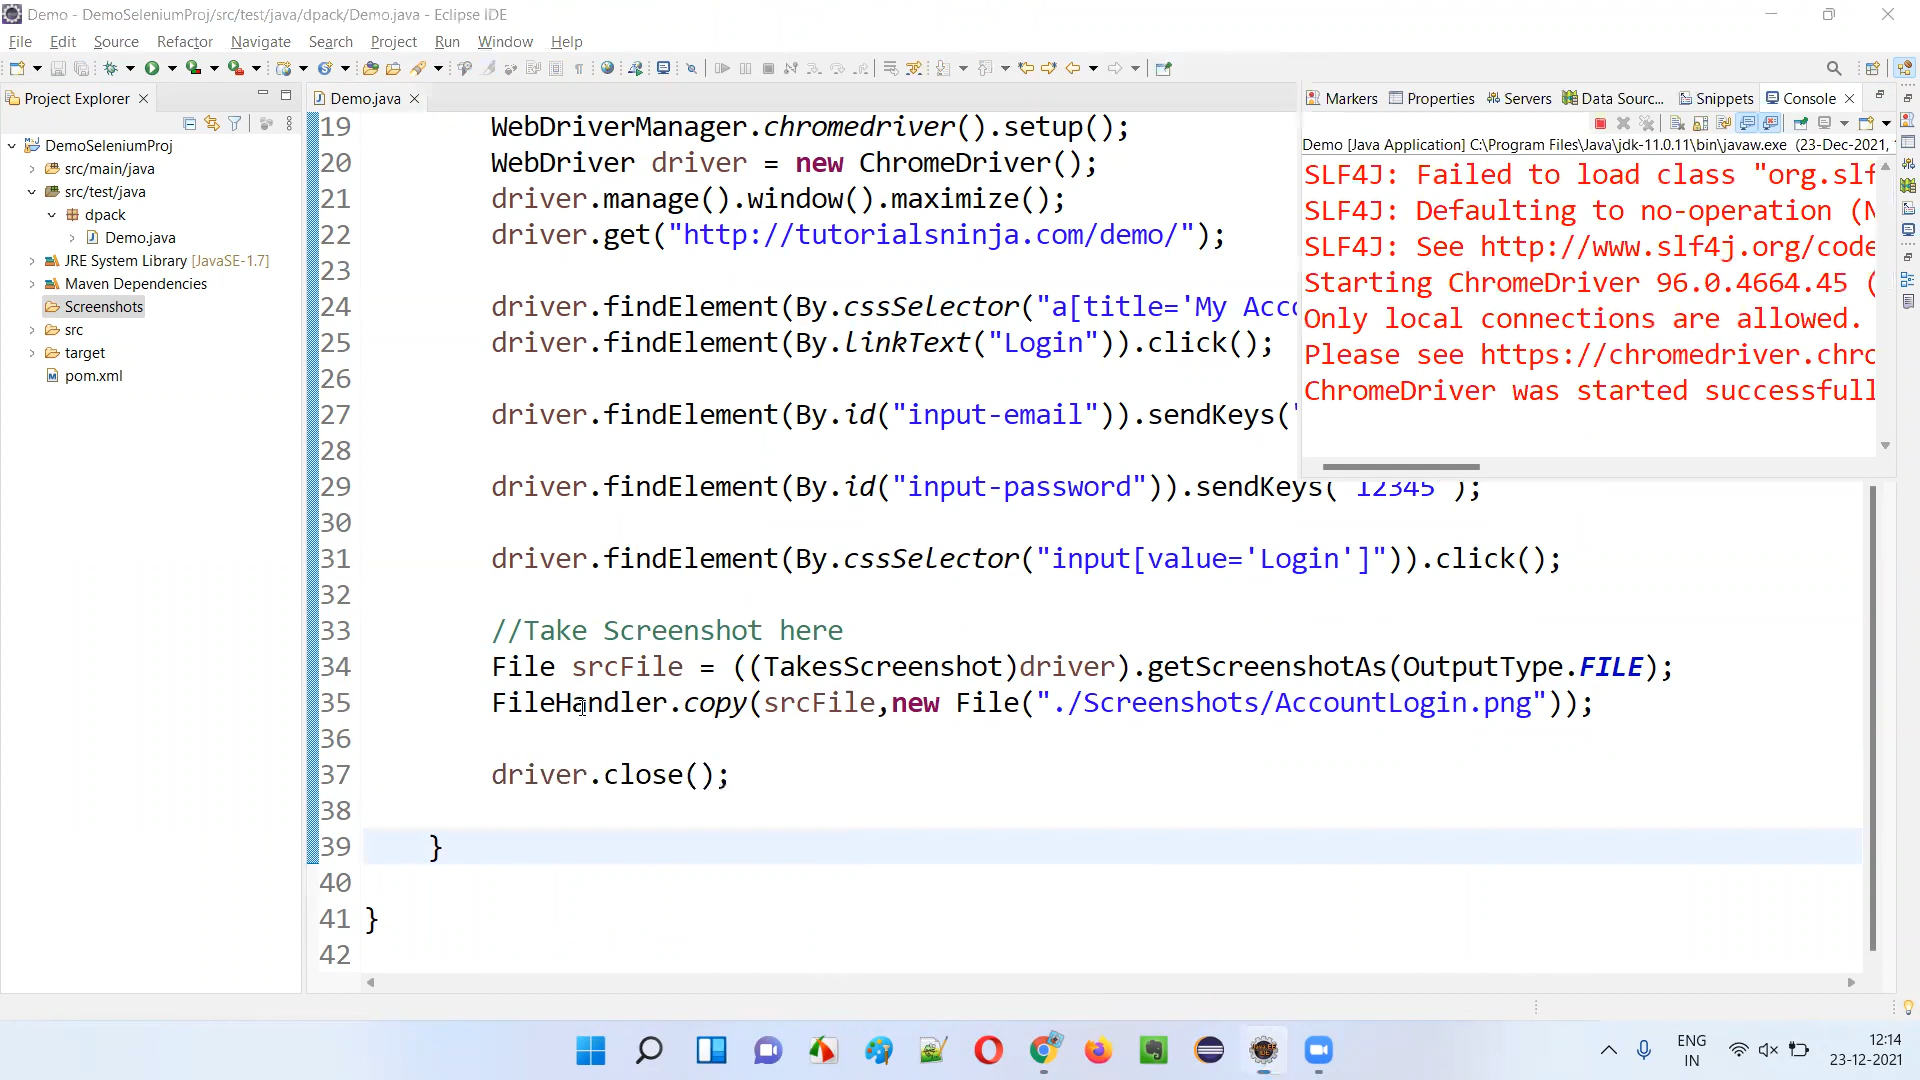 Demo - DemoSeleniumProj/src/test/java/dpack/Demo.java - Eclipse IDE
File Edit Source Refactor Navigate Search Project Run Window Help
Project Explorer
DemoSeleniumProj
src/main/java
src/test/java
dpack
Demo.java
JRE System Library [JavaSE-1.7]
Maven Dependencies
Screenshots
src
target
pom.xml
Demo.java
19 WebDriverManager.chromedriver().setup();
20 WebDriver driver = new ChromeDriver();
21 driver.manage().window().maximize();
22 driver.get("http://tutorialsninja.com/demo/");
23
24 driver.findElement(By.cssSelector("a[title='My Acc
25 driver.findElement(By.linkText("Login")).click();
26
27 driver.findElement(By.id("input-email")).sendKeys("
28
29 driver.findElement(By.id("input-password")).sendKeys("12345");
30
31 driver.findElement(By.cssSelector("input[value='Login']")).click();
32
33 //Take Screenshot here
34 File srcFile = ((TakesScreenshot)driver).getScreenshotAs(OutputType.FILE);
35 FileHandler.copy(srcFile,new File("./Screenshots/AccountLogin.png"));
36
37 driver.close();
38
39 }
40
41 }
42
Markers Properties Servers Data Sourc... Snippets Console
Demo [Java Application] C:\Program Files\Java\jdk-11.0.11\bin\javaw.exe (23-Dec-2021,
SLF4J: Failed to load class "org.slf
SLF4J: Defaulting to no-operation (N
SLF4J: See http://www.slf4j.org/code
Starting ChromeDriver 96.0.4664.45 (
Only local connections are allowed.
Please see https://chromedriver.chro
ChromeDriver was started successfull
ENG
IN
12:14
23-12-2021